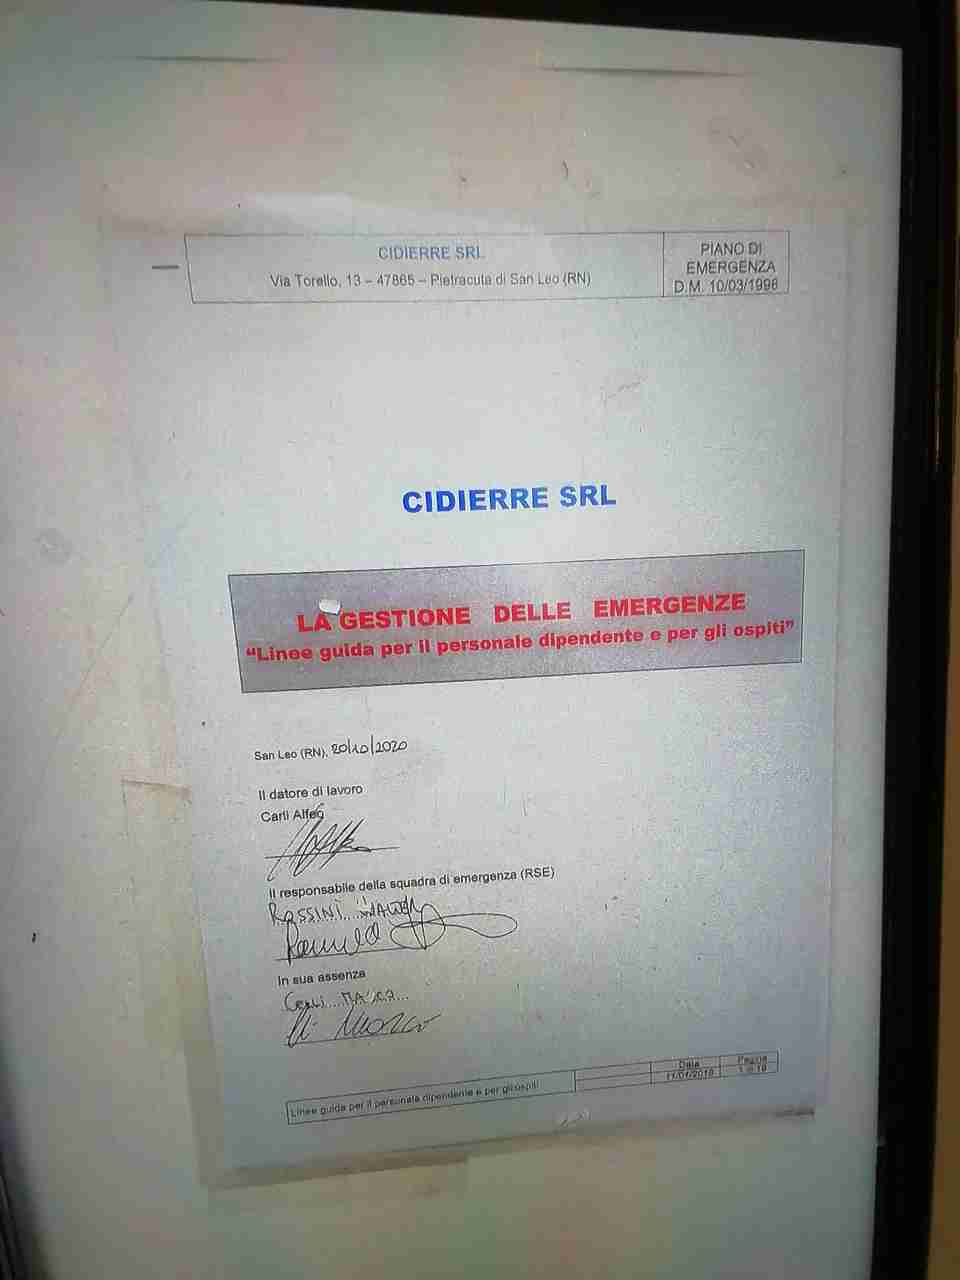 CIDIERRE SRL
Via Torello, 13 – 47865 – Pietracuta di San Leo (RN)
PIANO DI
EMERGENZA
D.M. 10/03/1998
CIDIERRE SRL
LA GESTIONE DELLE EMERGENZE
“Linee guida per il personale dipendente e per gli ospiti”
San Leo (RN), 20/10/2020
Il datore di lavoro
Carli Alfeo
Il responsabile della squadra di emergenza (RSE)
ROSSINI
In sua assenza
Linee guida per il personale dipendente e per gli ospiti
Data
Pagina